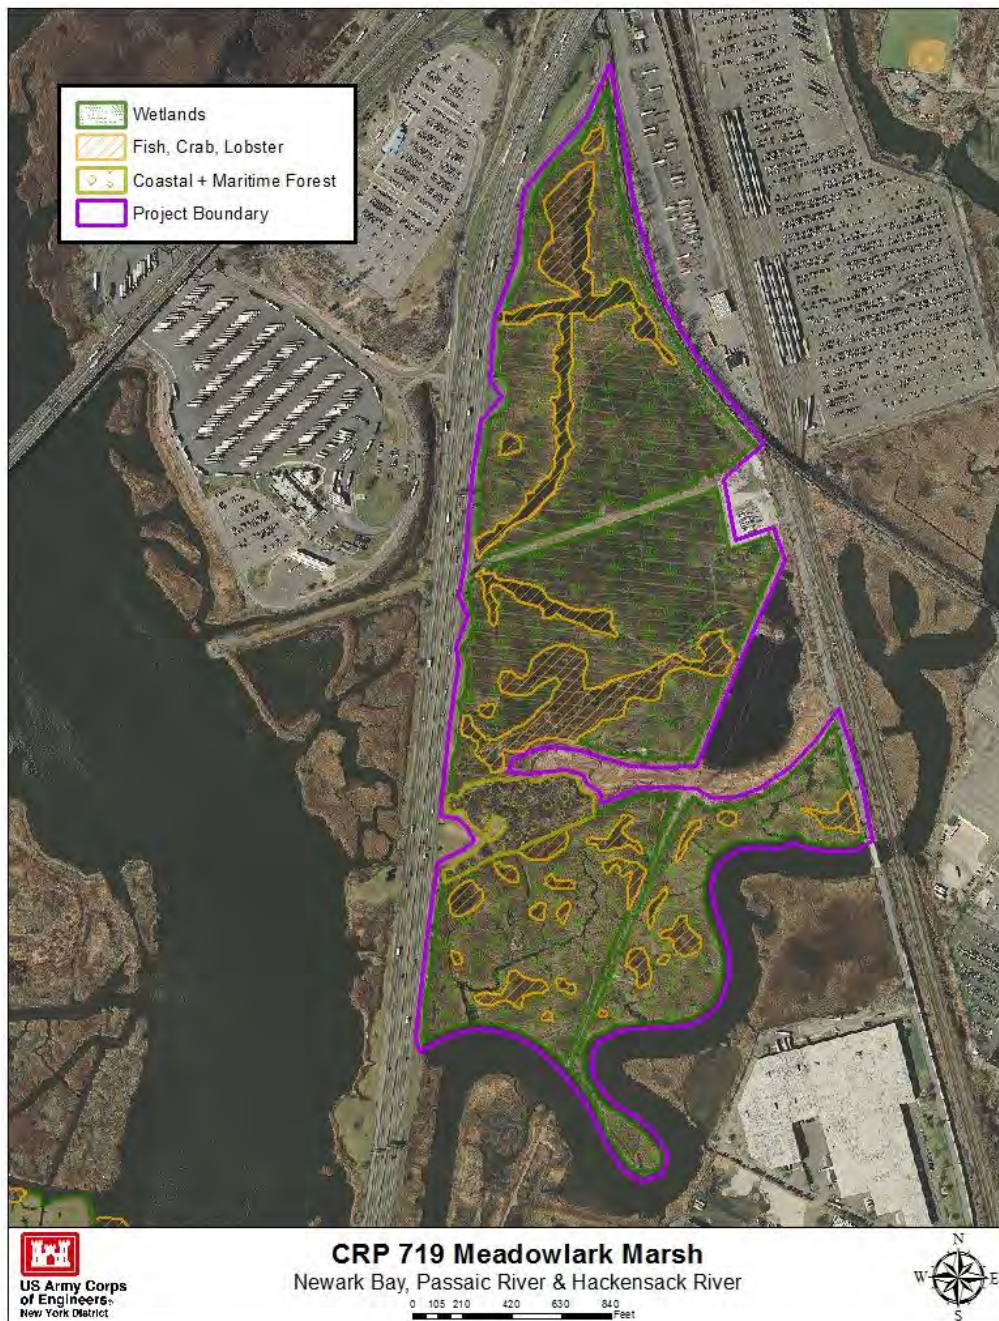 Wetlands
Fish, Crab, Lobster
Coastal + Maritime Forest
Project Boundary
US Army Corps
of Engineers®
New York District
CRP 719 Meadowlark Marsh
Newark Bay, Passaic River & Hackensack River
0 105 210 420 630 840
Feet
N
W E
S